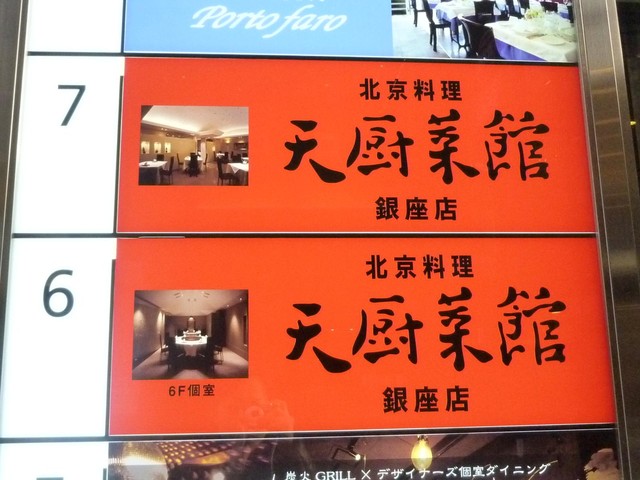 Porto faro
7
北京料理
天厨菜館
銀座店
6
北京料理
天厨菜館
銀座店
6F個室
炭火 GRILL × デザイナーズ個室ダイニング